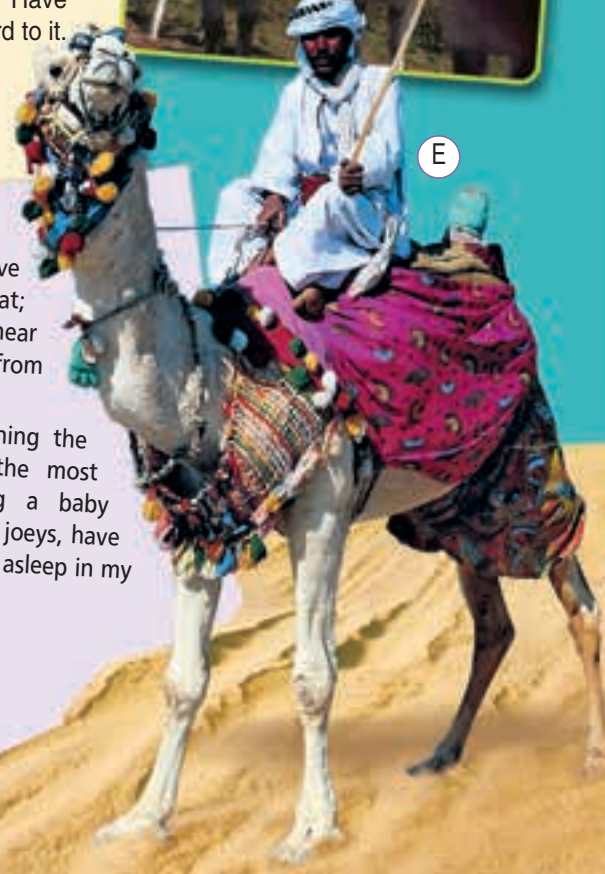 Have
rd to it.
E
ve
at;
near
from
ning the
the most
g a baby
joeys, have
asleep in my